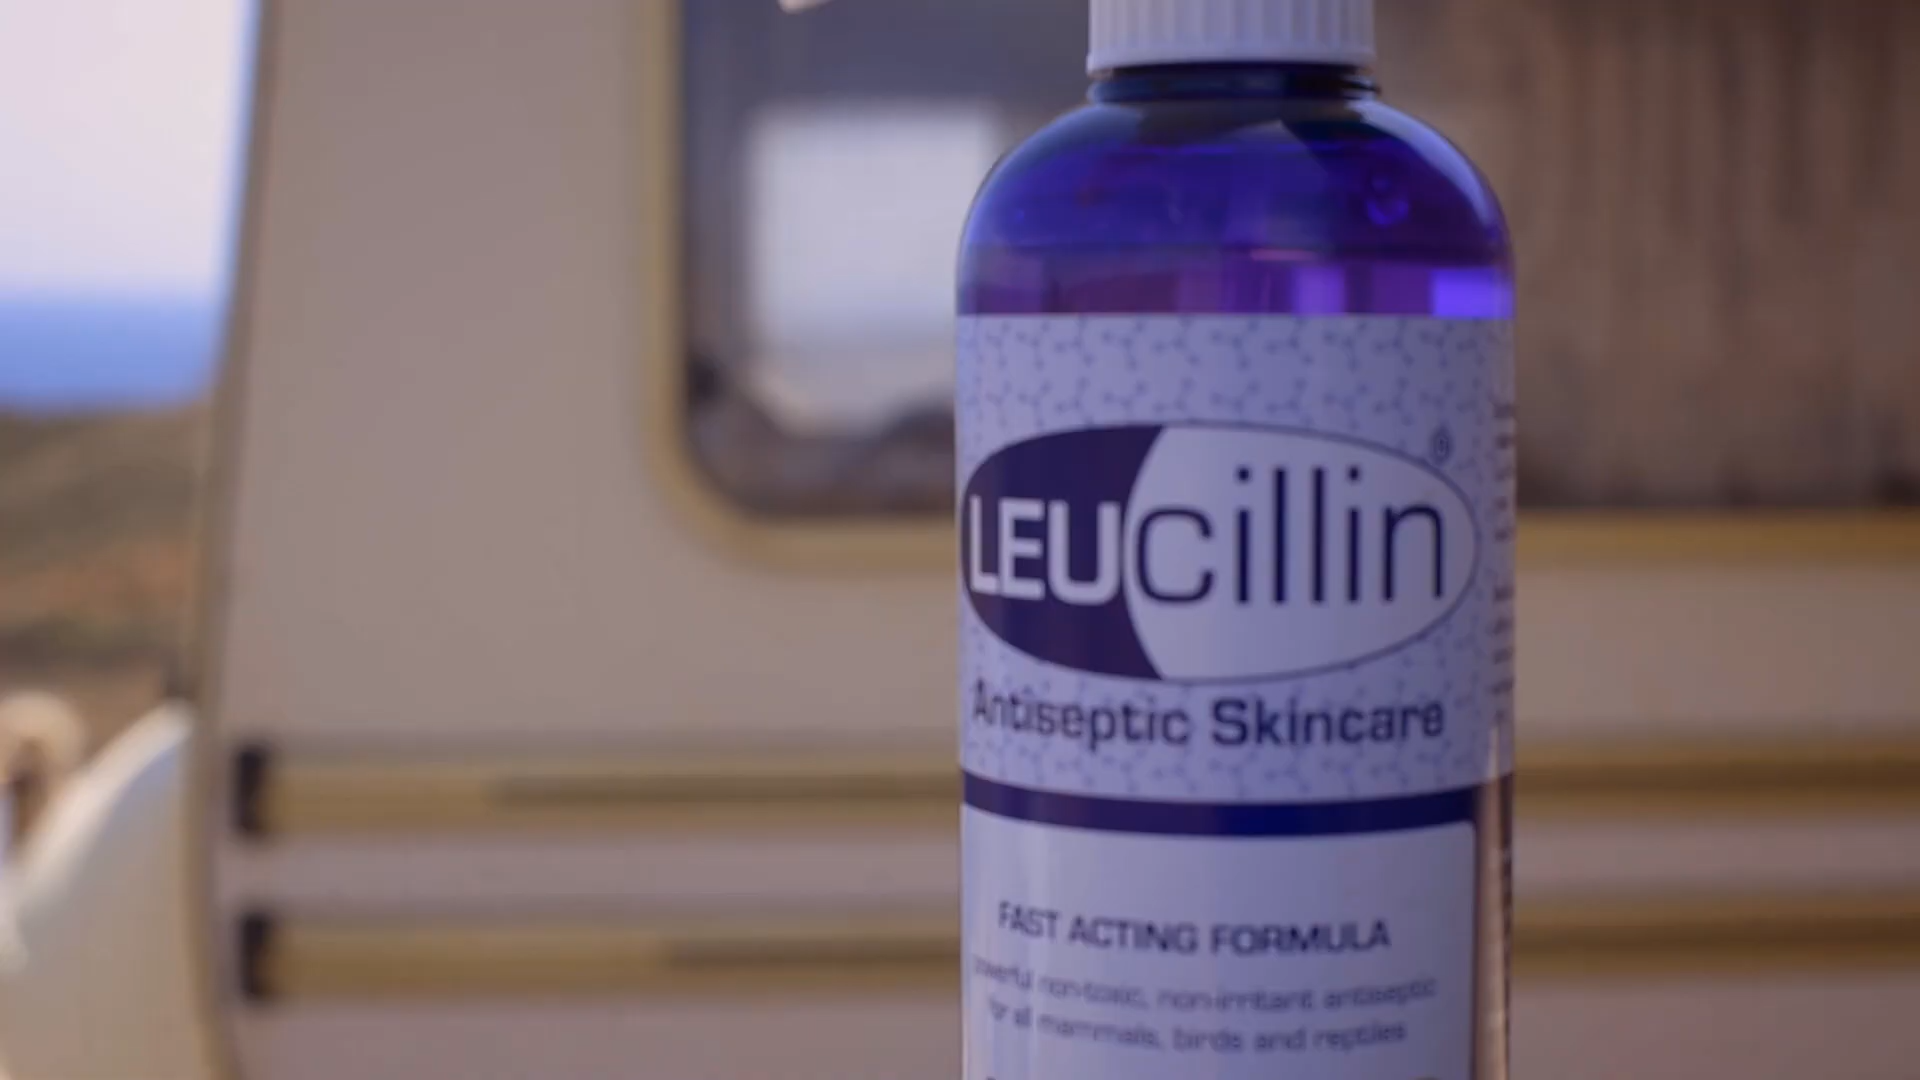 LEUcillin®
Antiseptic Skincare
FAST ACTING FORMULA
powerful non-toxic, non-irritant antiseptic
for all mammals, birds and reptiles